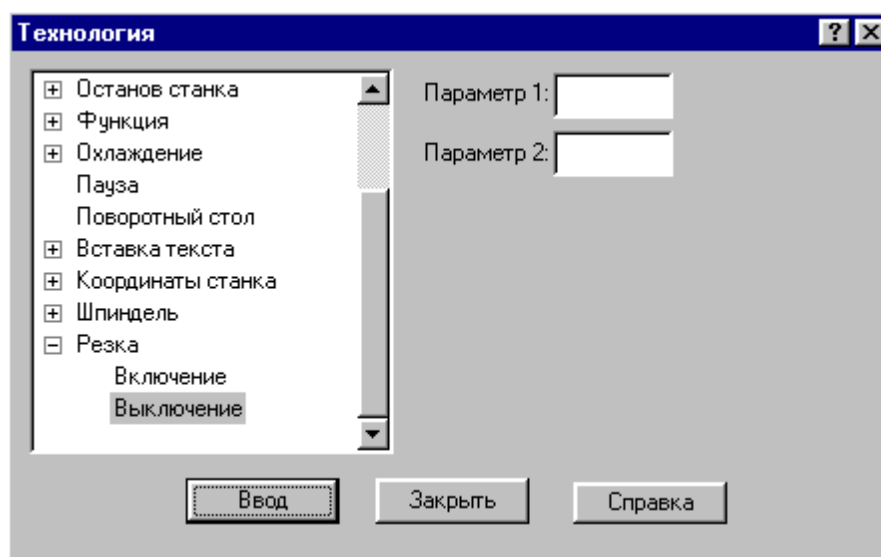 Технология
Останов станка
Функция
Охлаждение
Пауза
Поворотный стол
Вставка текста
Координаты станка
Шпиндель
Резка
Включение
Выключение
Параметр 1:
Параметр 2:
Ввод
Закрыть
Справка